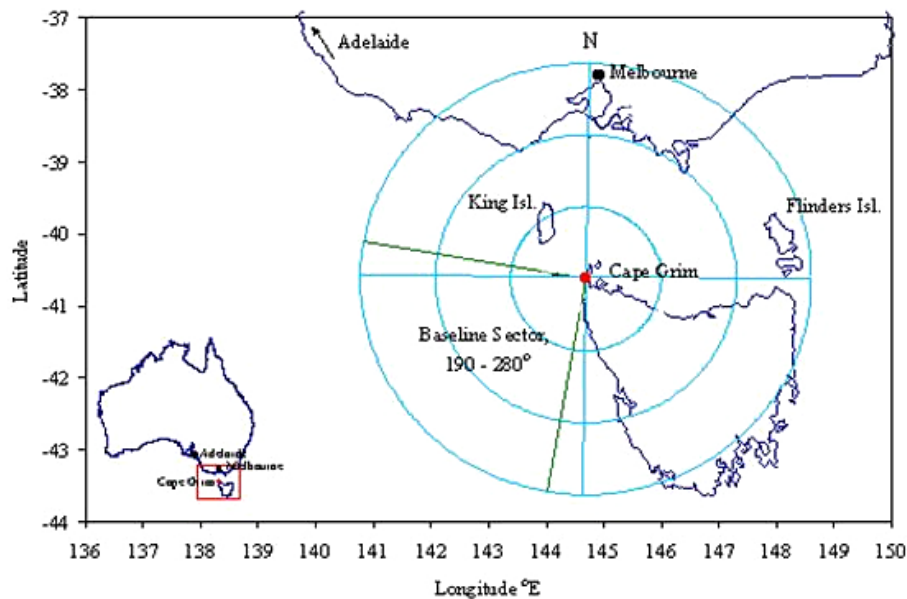 -37
-38
-39
-40
-41
-42
-43
-44
Latitude
136 137 138 139 140 141 142 143 144 145 146 147 148 149 150
Longitude ºE
N
Adelaide
Melbourne
King Isl.
Flinders Isl.
Cape Grim
Baseline Sector,
190 - 280°
Adelaide
Melbourne
Cape Grim